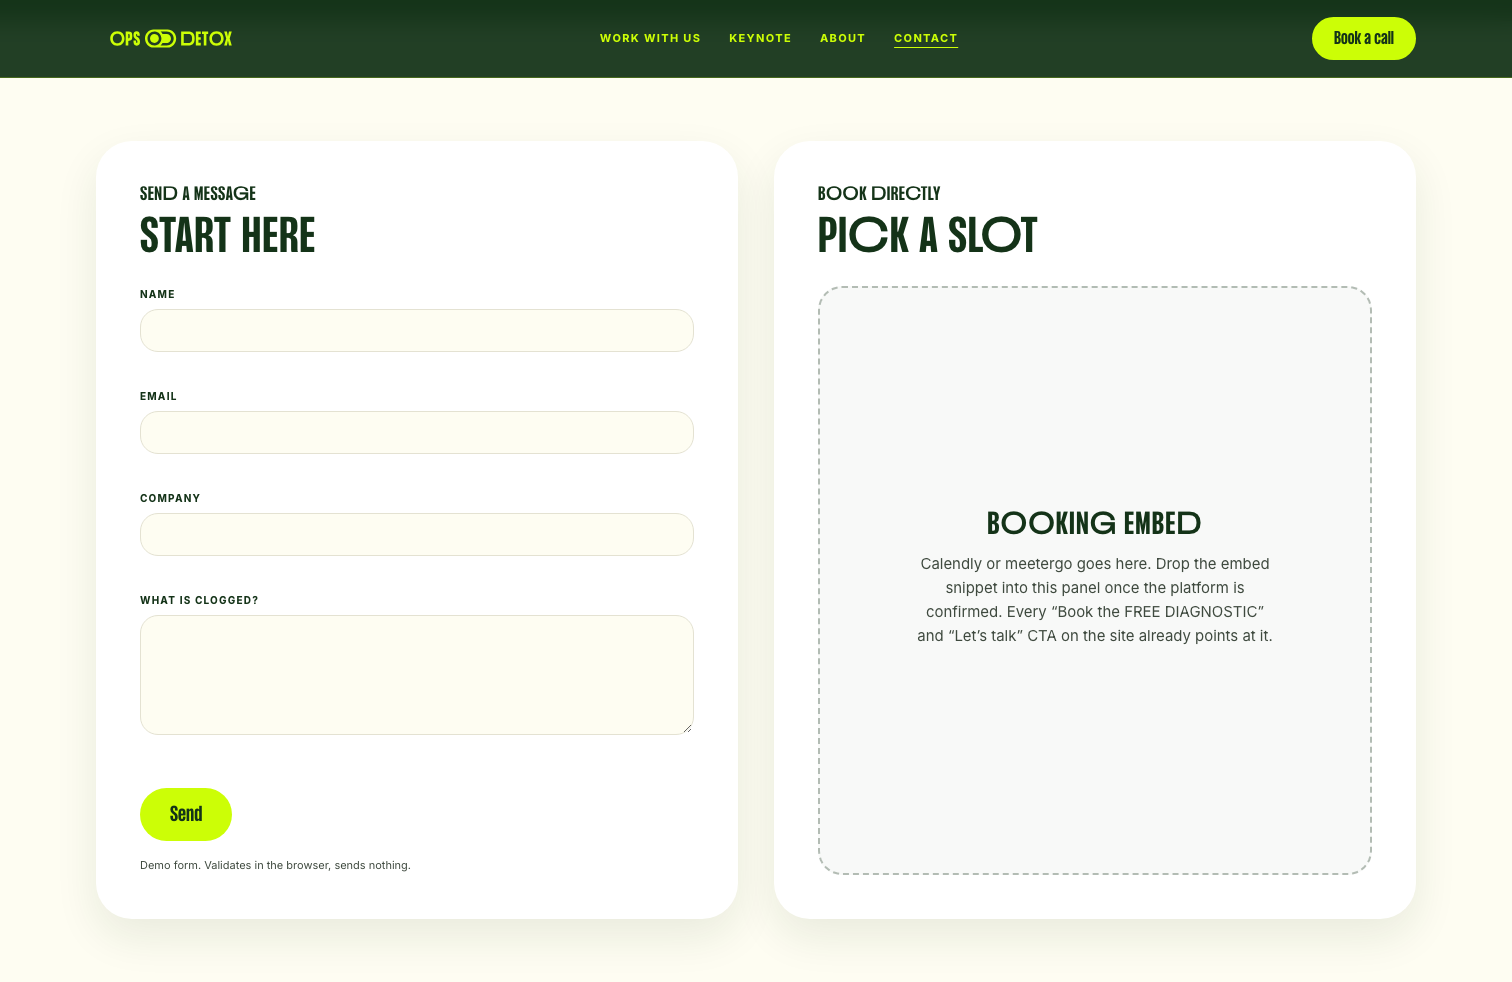 OPS DETOX
WORK WITH US
KEYNOTE
ABOUT
CONTACT
Book a call
SEND A MESSAGE
START HERE
NAME
EMAIL
COMPANY
WHAT IS CLOGGED?
Send
Demo form. Validates in the browser, sends nothing.
BOOK DIRECTLY
PICK A SLOT
BOOKING EMBED
Calendly or meetergo goes here. Drop the embed
snippet into this panel once the platform is
confirmed. Every “Book the FREE DIAGNOSTIC”
and “Let’s talk” CTA on the site already points at it.